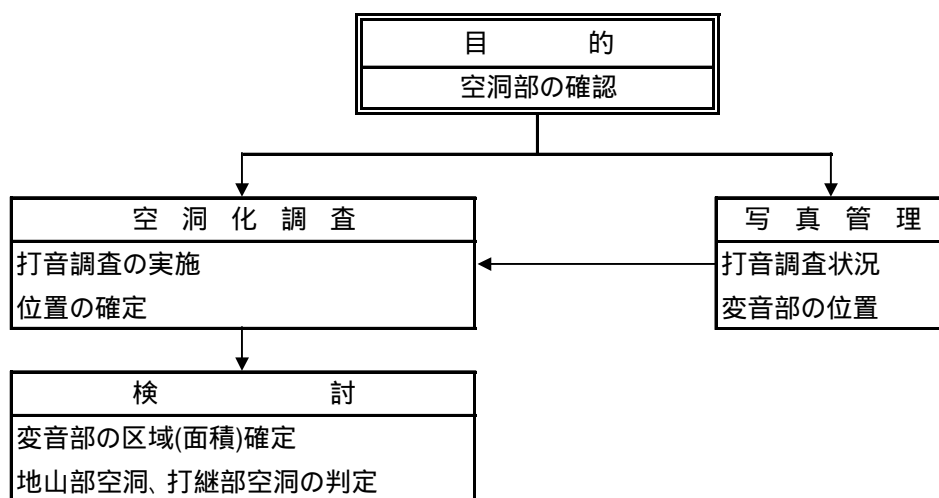 目 的
空洞部の確認
空 洞 化 調 査
打音調査の実施
位置の確定
写 真 管 理
打音調査状況
変音部の位置
検 討
変音部の区域(面積)確定
地山部空洞、打継部空洞の判定